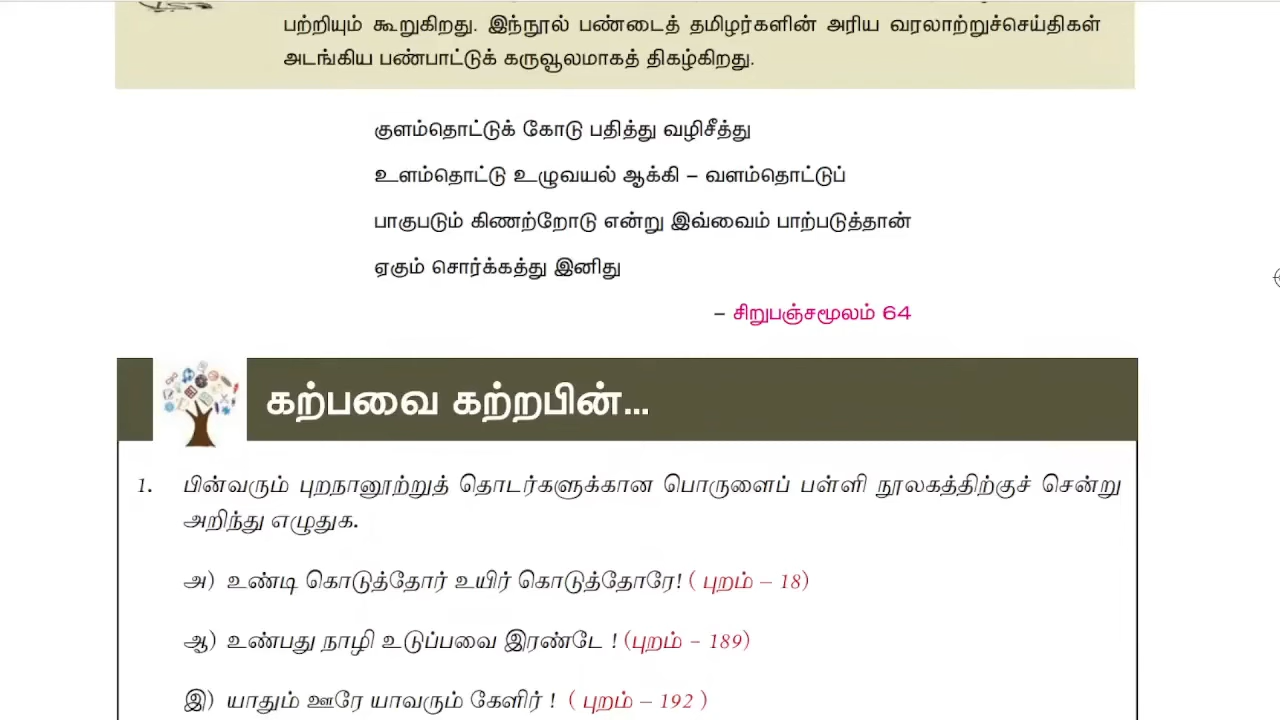 பற்றியும் கூறுகிறது. இந்நூல் பண்டைத் தமிழர்களின் அரிய வரலாற்றுச்செய்திகள்
அடங்கிய பண்பாட்டுக் கருவூலமாகத் திகழ்கிறது.
குளம்தொட்டுக் கோடு பதித்து வழிசீத்து
உளம்தொட்டு உழுவயல் ஆக்கி – வளம்தொட்டுப்
பாகுபடும் கிணற்றோடு என்று இவ்வைம் பாற்படுத்தான்
ஏகும் சொர்க்கத்து இனிது
– சிறுபஞ்சமூலம் 64
கற்பவை கற்றபின்...
1. பின்வரும் புறநானூற்றுத் தொடர்களுக்கான பொருளைப் பள்ளி நூலகத்திற்குச் சென்று
அறிந்து எழுதுக.
அ) உண்டி கொடுத்தோர் உயிர் கொடுத்தோரே! ( புறம் – 18)
ஆ) உண்பது நாழி உடுப்பவை இரண்டே ! (புறம் – 189)
இ) யாதும் ஊரே யாவரும் கேளிர் ! ( புறம் – 192 )